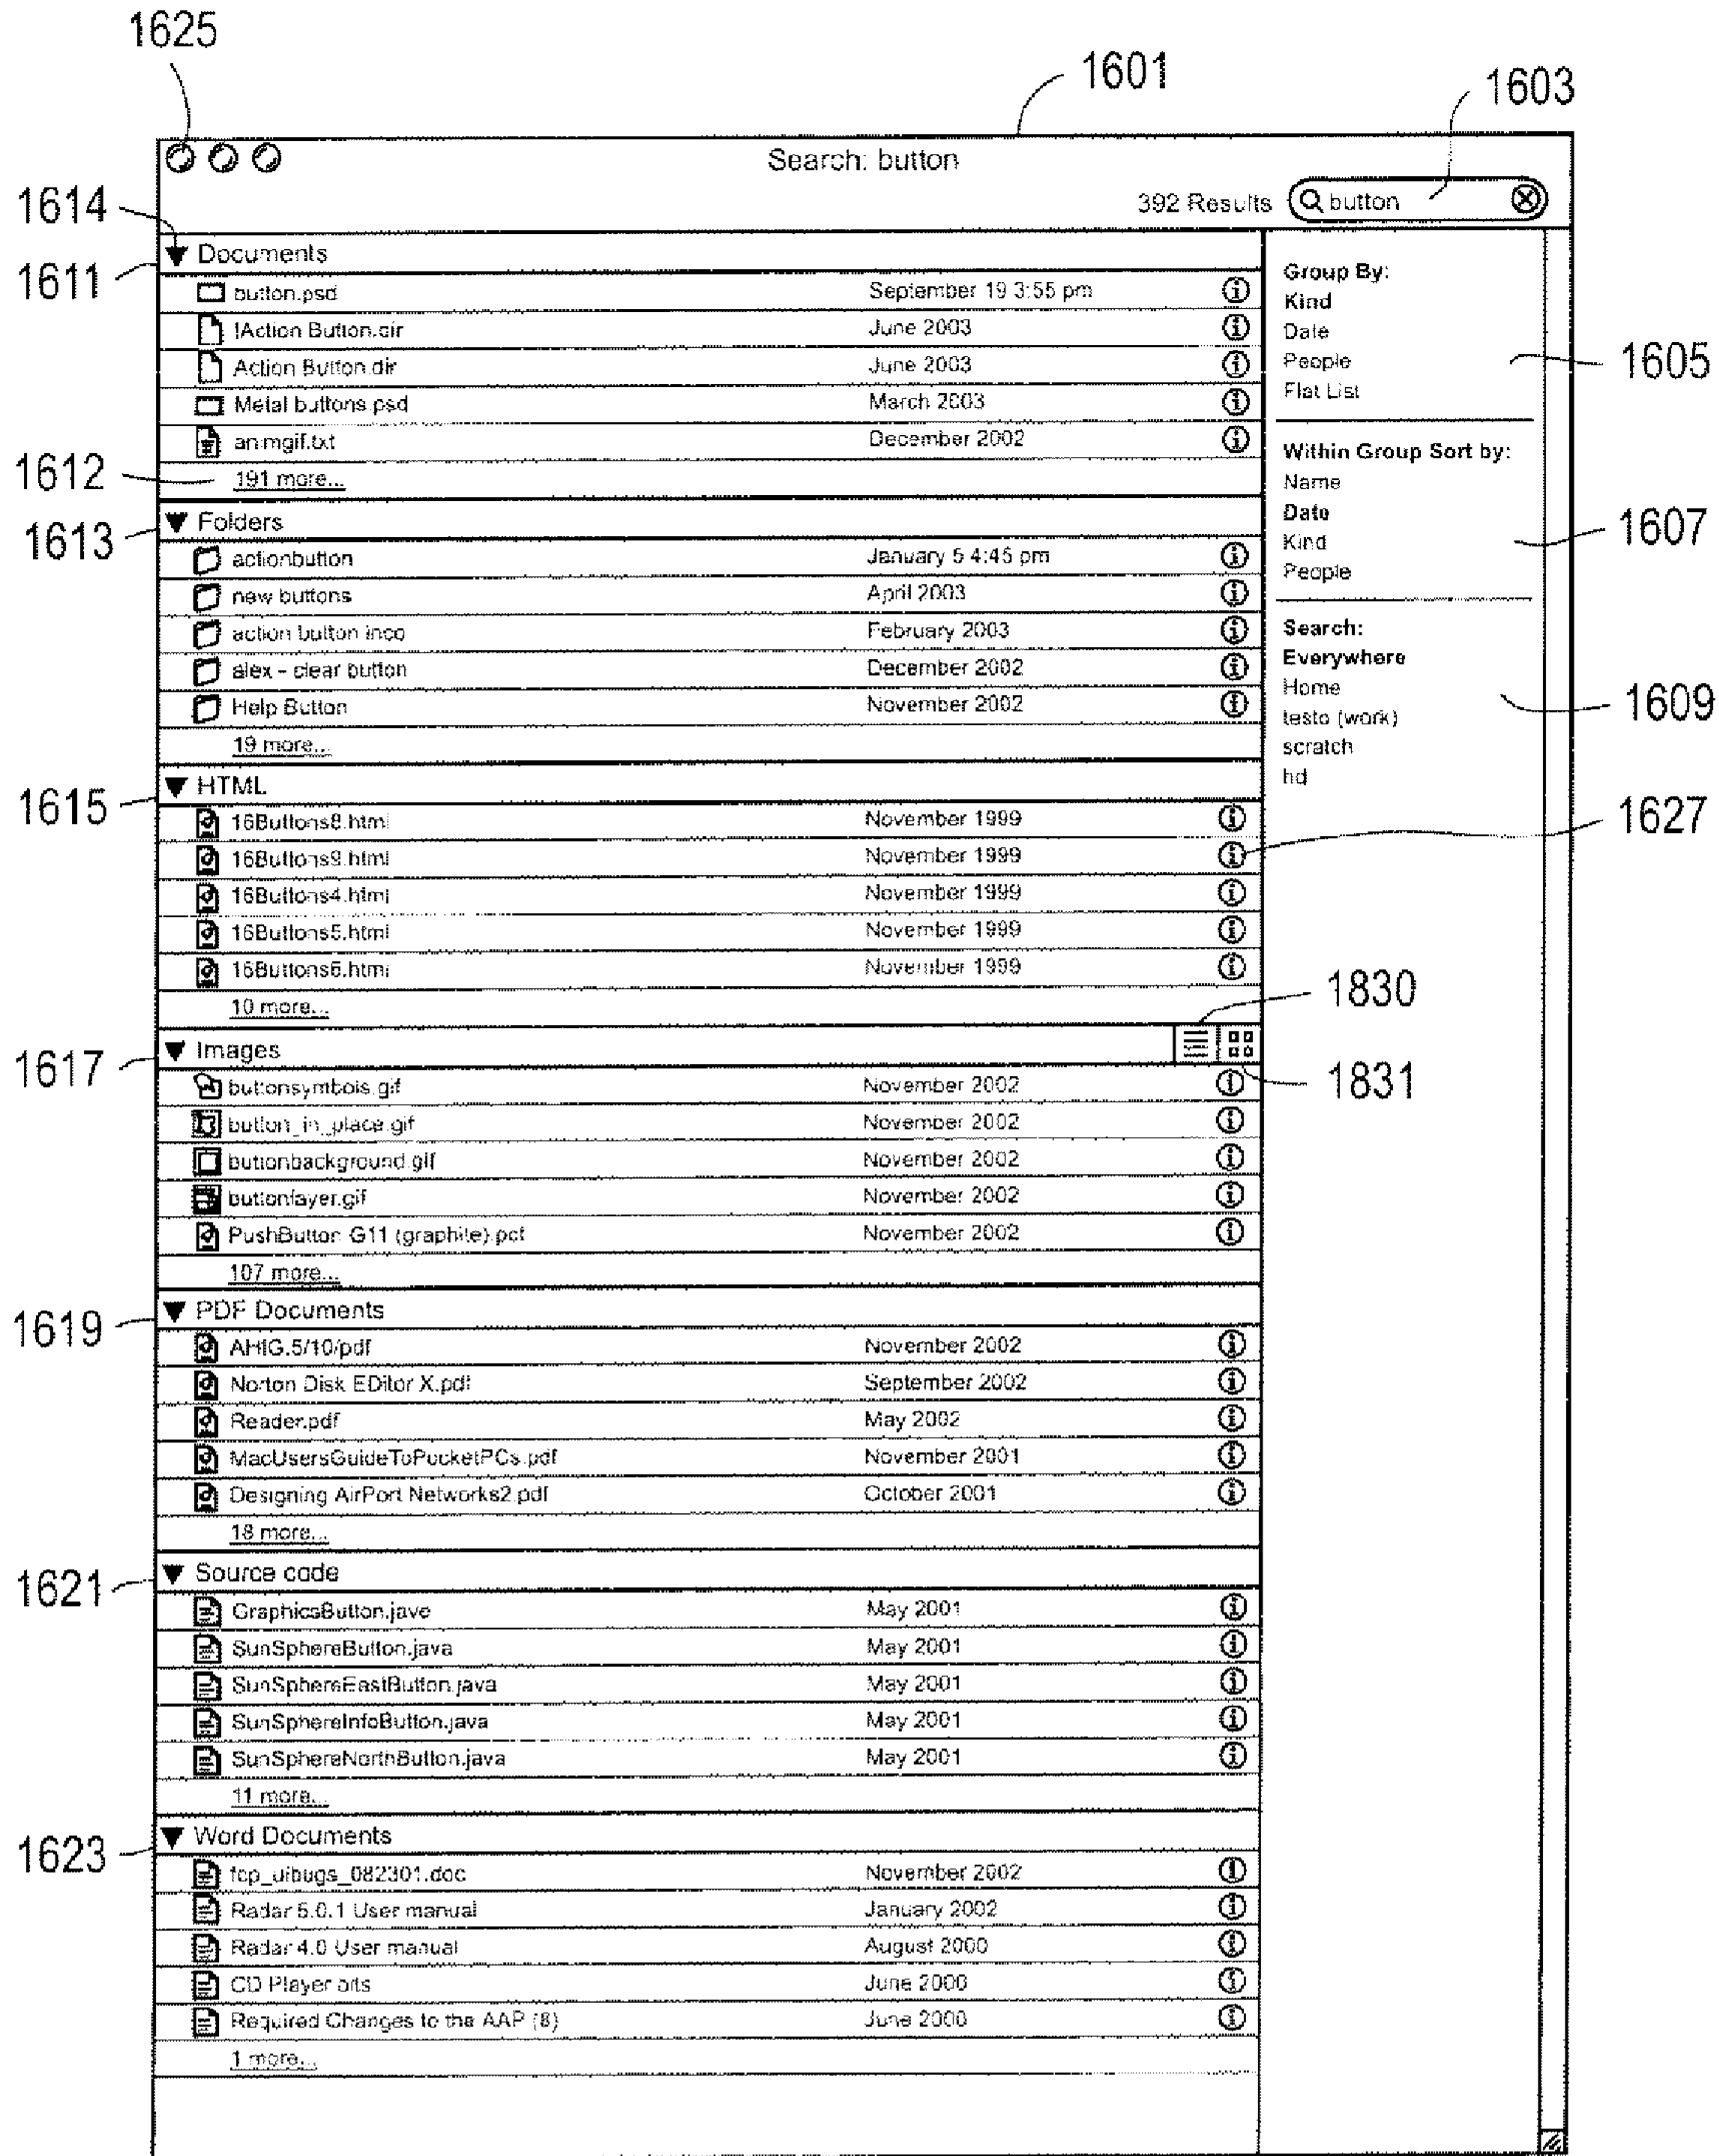 1625
1601
1603
Search: button
392 Results button
1614
1611
Documents
button.psd September 19 3:55 pm
!Action Button.dir June 2003
Action Button.dir June 2003
Metal buttons.psd March 2003
animgif.txt December 2002
1612
191 more...
1613
Folders
actionbutton January 5 4:45 pm
new buttons April 2003
action button inco February 2003
alex - clear button December 2002
Help Button November 2002
19 more...
1615
HTML
16Buttons8.html November 1999
16Buttons9.html November 1999
16Buttons4.html November 1999
16Buttons5.html November 1999
16Buttons6.html November 1999
10 more...
1617
Images
buttonsymbols.gif November 2002
button_in_place.gif November 2002
buttonbackground.gif November 2002
buttonlayer.gif November 2002
PushButton G11 (graphite).pct November 2002
107 more...
1619
PDF Documents
AHIG.5/10/pdf November 2002
Norton Disk EDitor X.pdf September 2002
Reader.pdf May 2002
MacUsersGuideToPocketPCs.pdf November 2001
Designing AirPort Networks2.pdf October 2001
18 more...
1621
Source code
GraphicsButton.jave May 2001
SunSphereButton.java May 2001
SunSphereEastButton.java May 2001
SunSphereInfoButton.java May 2001
SunSphereNorthButton.java May 2001
11 more...
1623
Word Documents
fcp_uibugs_082301.doc November 2002
Radar 5.0.1 User manual January 2002
Radar 4.0 User manual August 2000
CD Player bits June 2000
Required Changes to the AAP (8) June 2000
1 more...
Group By:
Kind
Date
People
Flat List
1605
Within Group Sort by:
Name
Date
Kind
People
1607
Search:
Everywhere
Home
testo (work)
scratch
hd
1609
1627
1830
1831